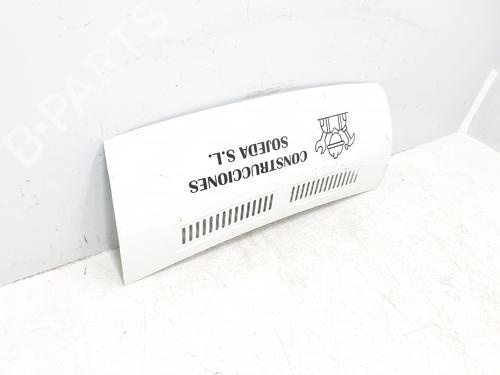 CONSTRUCCIONES
SOJEDA S.L.
B-PARTS